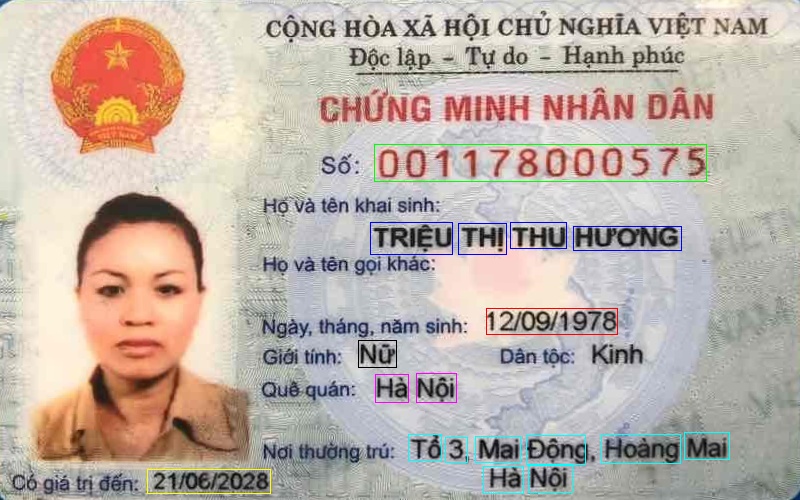 CỘNG HÒA XÃ HỘI CHỦ NGHĨA VIỆT NAM
Độc lập - Tự do - Hạnh phúc
CHỨNG MINH NHÂN DÂN
Số: 001178000575
Họ và tên khai sinh:
TRIỆU THỊ THU HƯƠNG
Họ và tên gọi khác:
Ngày, tháng, năm sinh: 12/09/1978
Giới tính: Nữ Dân tộc: Kinh
Quê quán: Hà Nội
Nơi thường trú: Tổ 3, Mai Động, Hoàng Mai
Hà Nội
Có giá trị đến: 21/06/2028